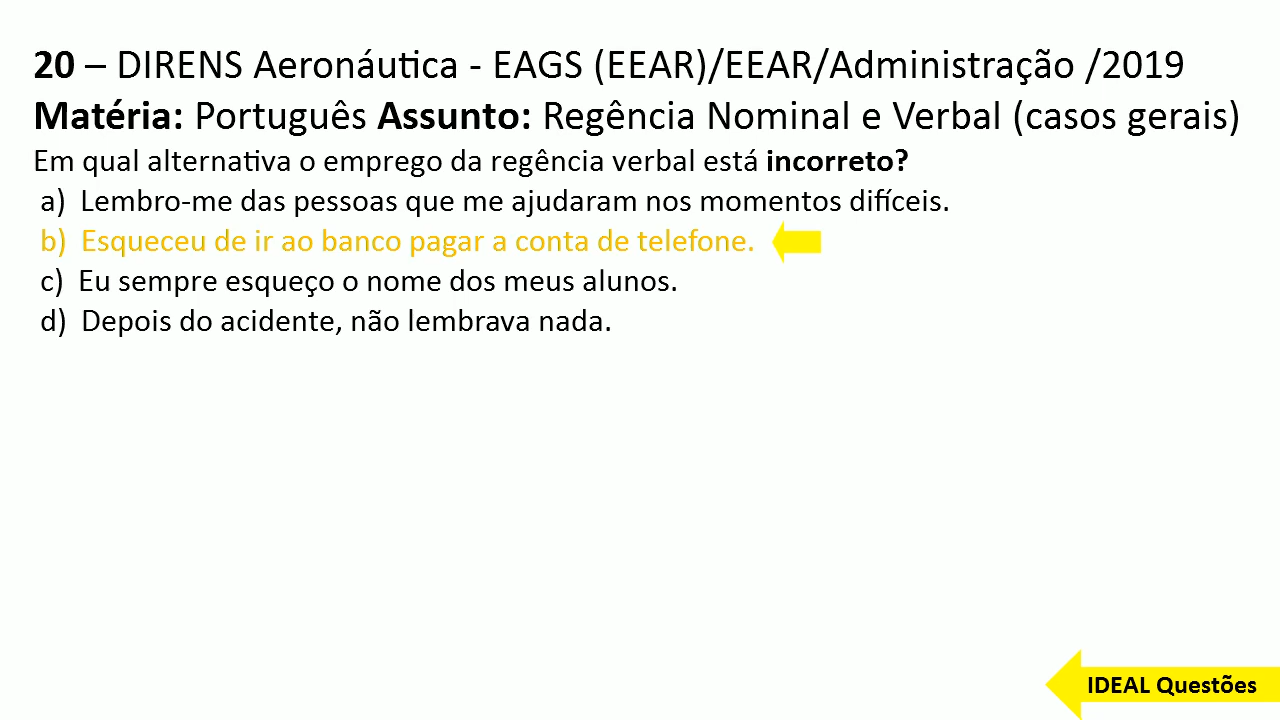 20 – DIRENS Aeronáutica - EAGS (EEAR)/EEAR/Administração /2019
Matéria: Português Assunto: Regência Nominal e Verbal (casos gerais)
Em qual alternativa o emprego da regência verbal está incorreto?
a) Lembro-me das pessoas que me ajudaram nos momentos difíceis.
b) Esqueceu de ir ao banco pagar a conta de telefone.
c) Eu sempre esqueço o nome dos meus alunos.
d) Depois do acidente, não lembrava nada.
IDEAL Questões